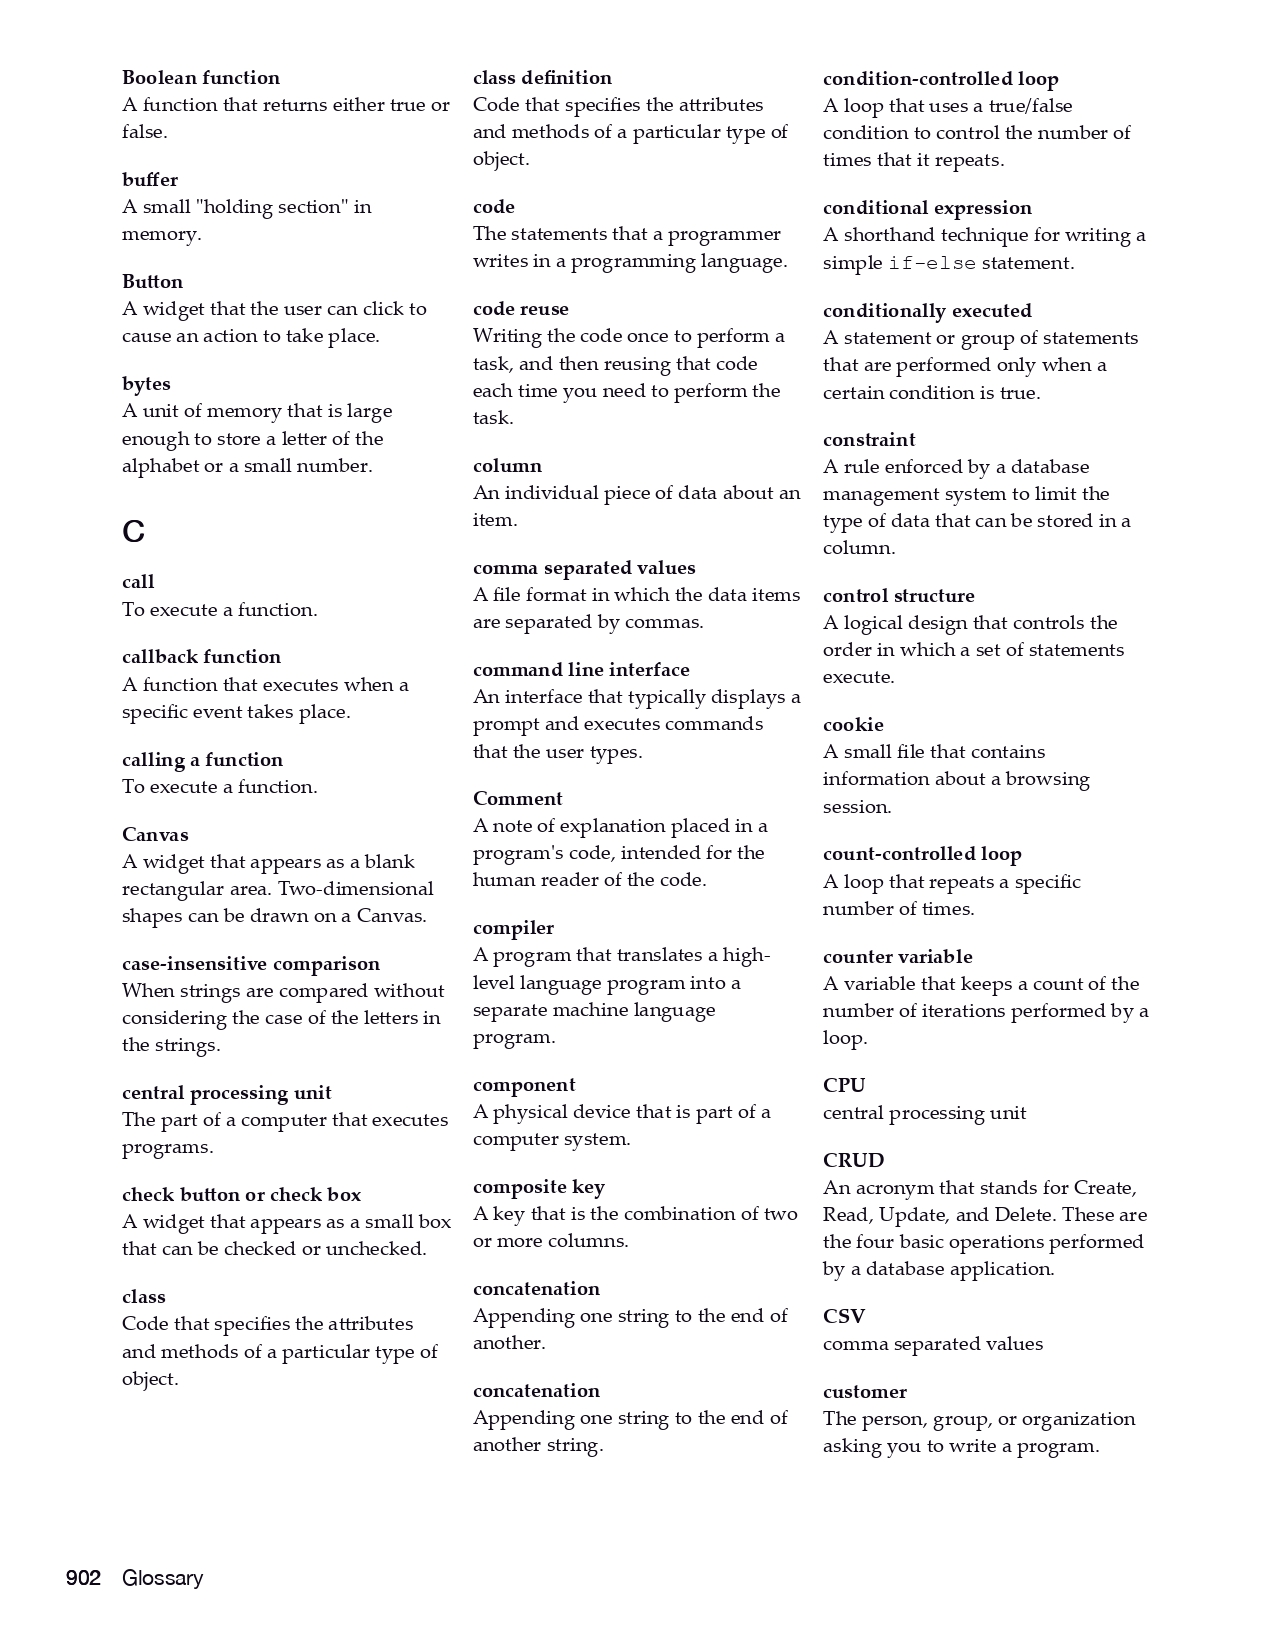 Boolean function
A function that returns either true or
false.
buffer
A small "holding section" in
memory.
Button
A widget that the user can click to
cause an action to take place.
bytes
A unit of memory that is large
enough to store a letter of the
alphabet or a small number.
C
call
To execute a function.
callback function
A function that executes when a
specific event takes place.
calling a function
To execute a function.
Canvas
A widget that appears as a blank
rectangular area. Two-dimensional
shapes can be drawn on a Canvas.
case-insensitive comparison
When strings are compared without
considering the case of the letters in
the strings.
central processing unit
The part of a computer that executes
programs.
check button or check box
A widget that appears as a small box
that can be checked or unchecked.
class
Code that specifies the attributes
and methods of a particular type of
object.
class definition
Code that specifies the attributes
and methods of a particular type of
object.
code
The statements that a programmer
writes in a programming language.
code reuse
Writing the code once to perform a
task, and then reusing that code
each time you need to perform the
task.
column
An individual piece of data about an
item.
comma separated values
A file format in which the data items
are separated by commas.
command line interface
An interface that typically displays a
prompt and executes commands
that the user types.
Comment
A note of explanation placed in a
program's code, intended for the
human reader of the code.
compiler
A program that translates a high-
level language program into a
separate machine language
program.
component
A physical device that is part of a
computer system.
composite key
A key that is the combination of two
or more columns.
concatenation
Appending one string to the end of
another.
concatenation
Appending one string to the end of
another string.
condition-controlled loop
A loop that uses a true/false
condition to control the number of
times that it repeats.
conditional expression
A shorthand technique for writing a
simple if-else statement.
conditionally executed
A statement or group of statements
that are performed only when a
certain condition is true.
constraint
A rule enforced by a database
management system to limit the
type of data that can be stored in a
column.
control structure
A logical design that controls the
order in which a set of statements
execute.
cookie
A small file that contains
information about a browsing
session.
count-controlled loop
A loop that repeats a specific
number of times.
counter variable
A variable that keeps a count of the
number of iterations performed by a
loop.
CPU
central processing unit
CRUD
An acronym that stands for Create,
Read, Update, and Delete. These are
the four basic operations performed
by a database application.
CSV
comma separated values
customer
The person, group, or organization
asking you to write a program.
902 Glossary